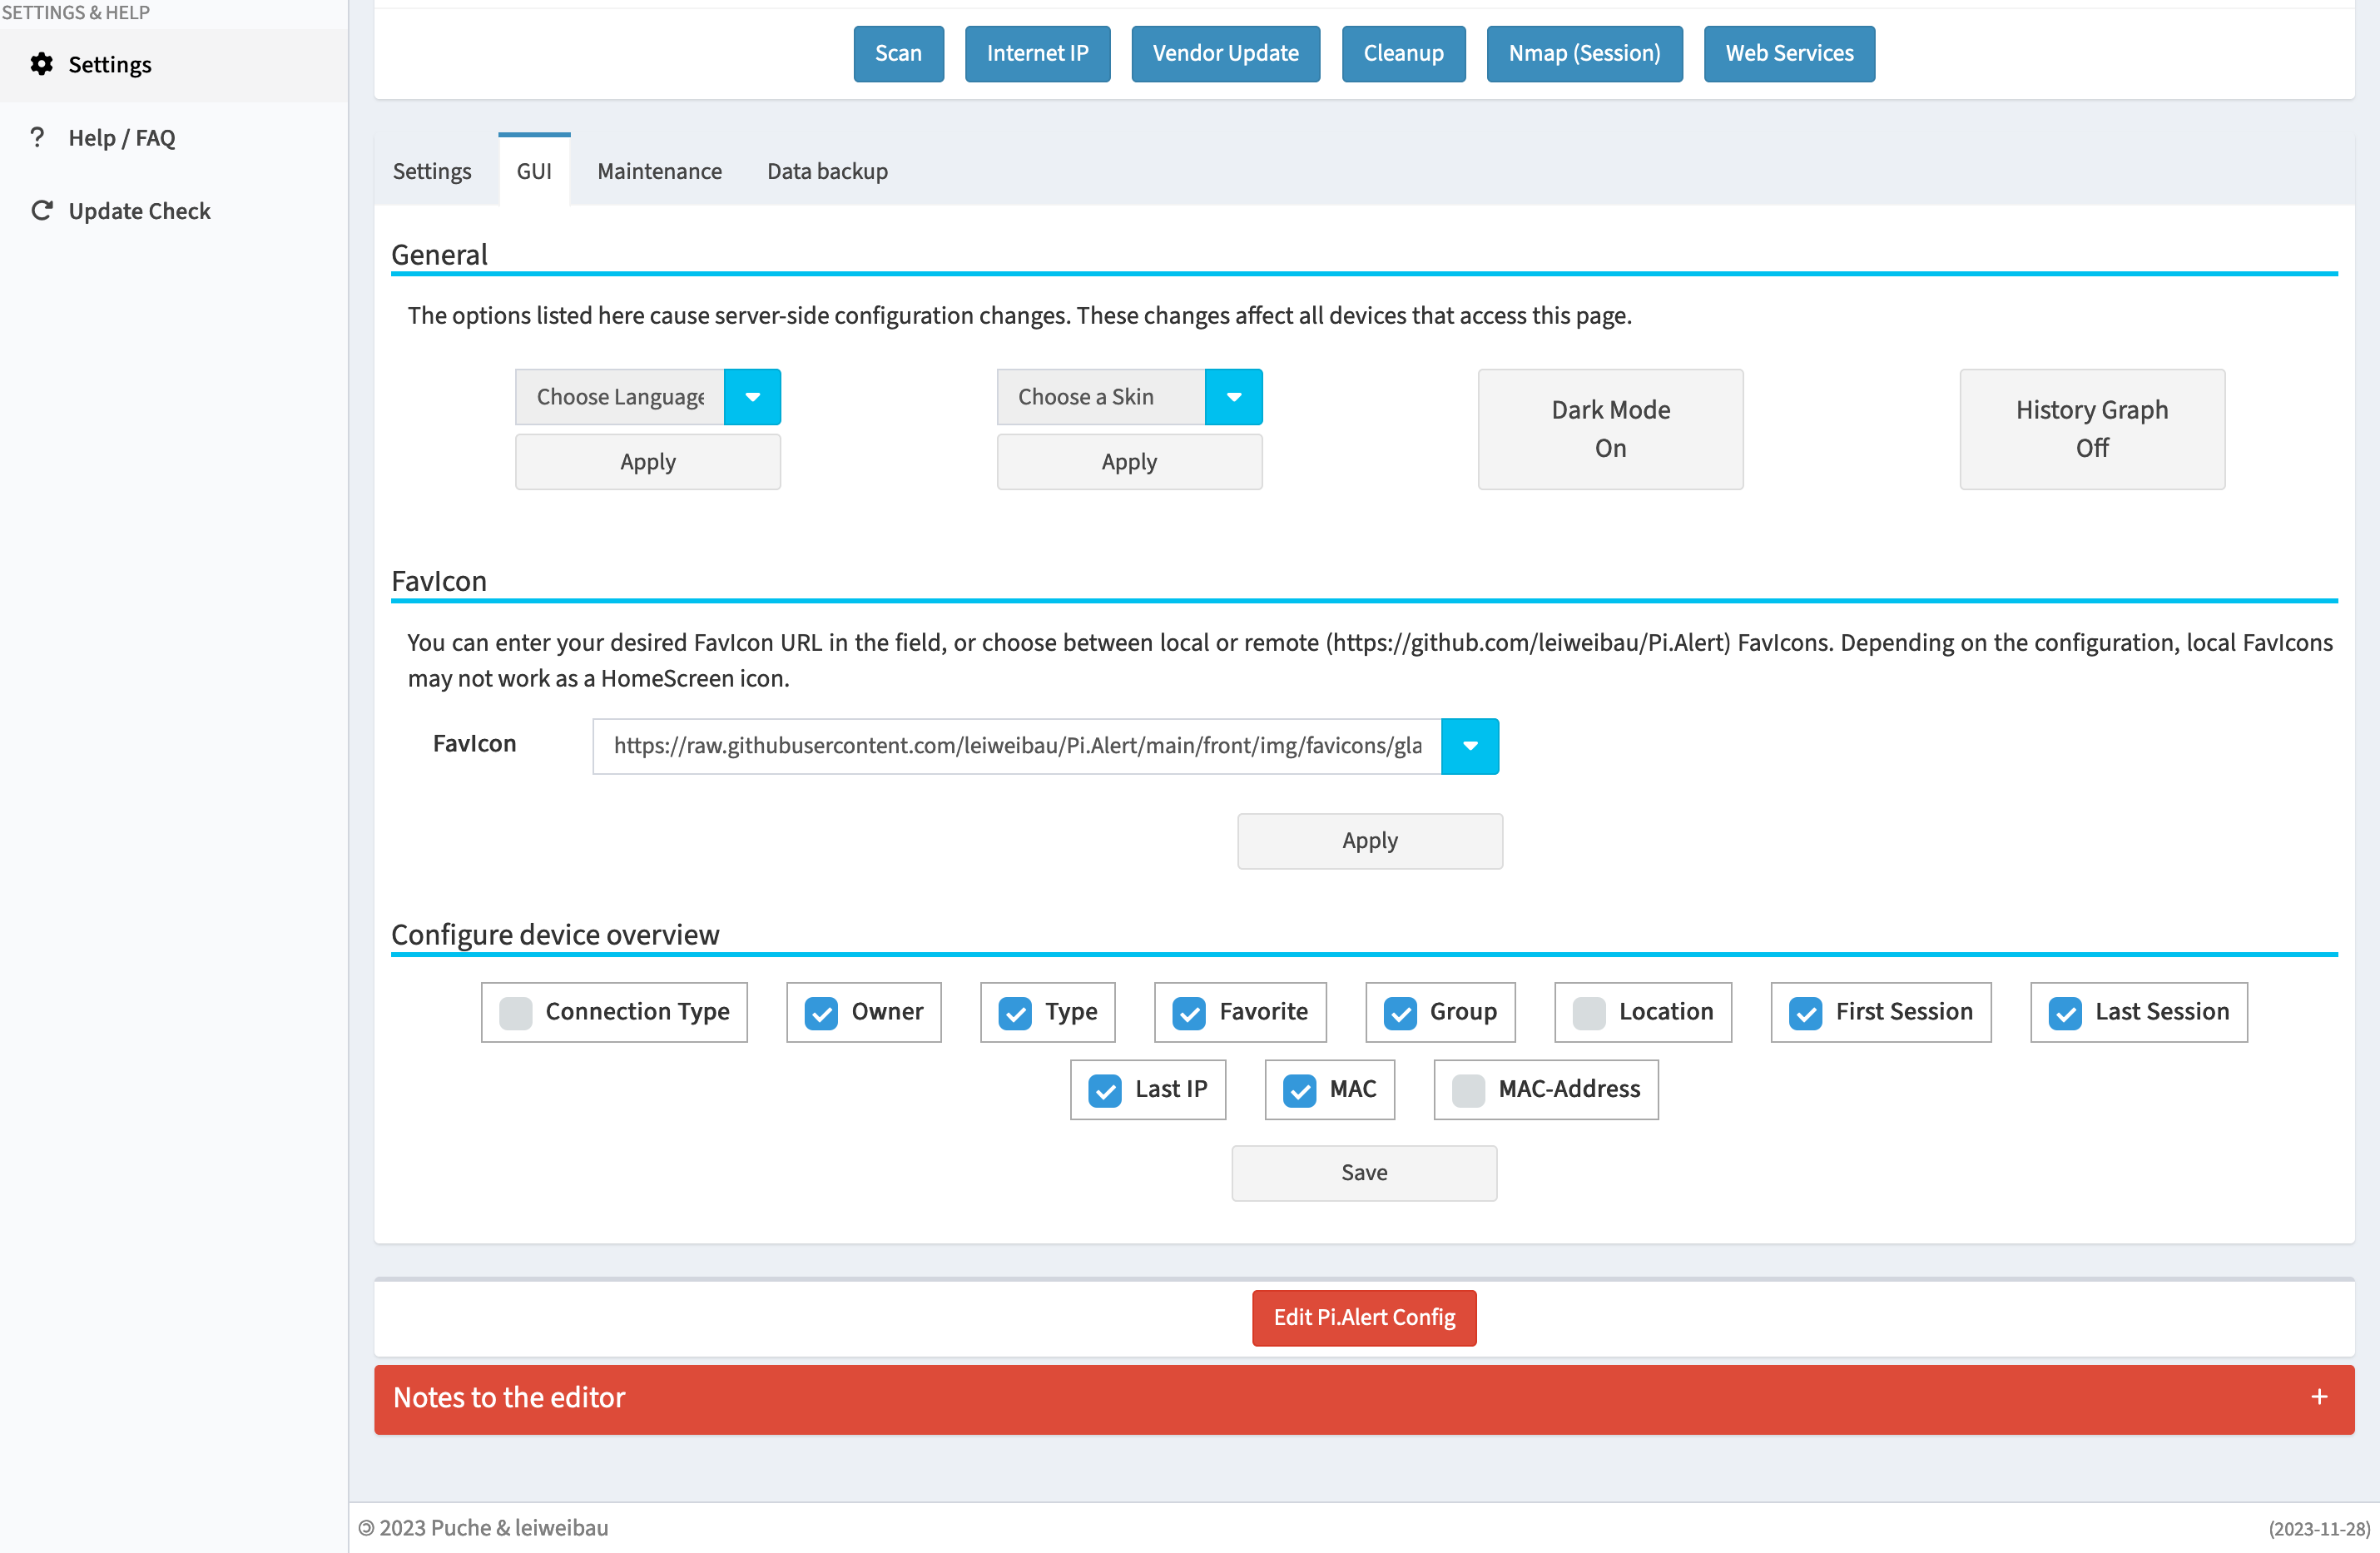 SETTINGS & HELP
Settings
Help / FAQ
Update Check
Scan
Internet IP
Vendor Update
Cleanup
Nmap (Session)
Web Services
Settings
GUI
Maintenance
Data backup
General
The options listed here cause server-side configuration changes. These changes affect all devices that access this page.
Choose Language
Apply
Choose a Skin
Apply
Dark Mode
On
History Graph
Off
FavIcon
You can enter your desired FavIcon URL in the field, or choose between local or remote (https://github.com/leiweibau/Pi.Alert) FavIcons. Depending on the configuration, local FavIcons
may not work as a HomeScreen icon.
FavIcon
https://raw.githubusercontent.com/leiweibau/Pi.Alert/main/front/img/favicons/gla
Apply
Configure device overview
Connection Type
Owner
Type
Favorite
Group
Location
First Session
Last Session
Last IP
MAC
MAC-Address
Save
Edit Pi.Alert Config
Notes to the editor
+
🄯 2023 Puche & leiweibau
(2023-11-28)